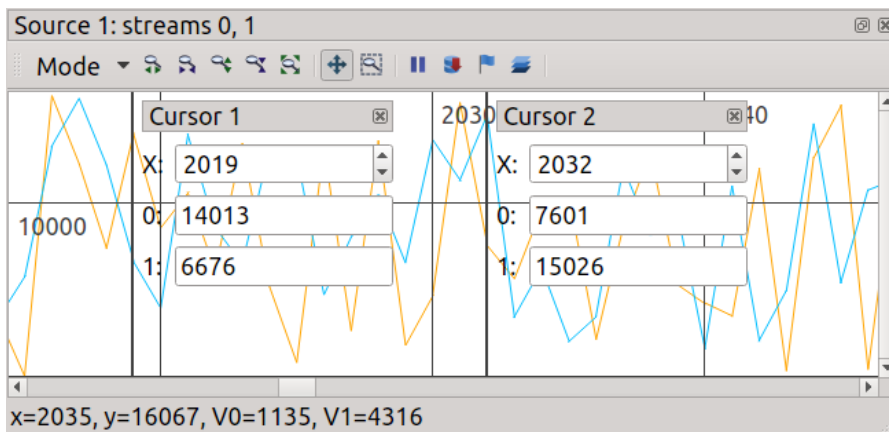 Source 1: streams 0, 1
Mode
Cursor 1
2030
Cursor 2
40
X: 2019
X: 2032
0: 14013
0: 7601
10000
1: 6676
1: 15026
x=2035, y=16067, V0=1135, V1=4316